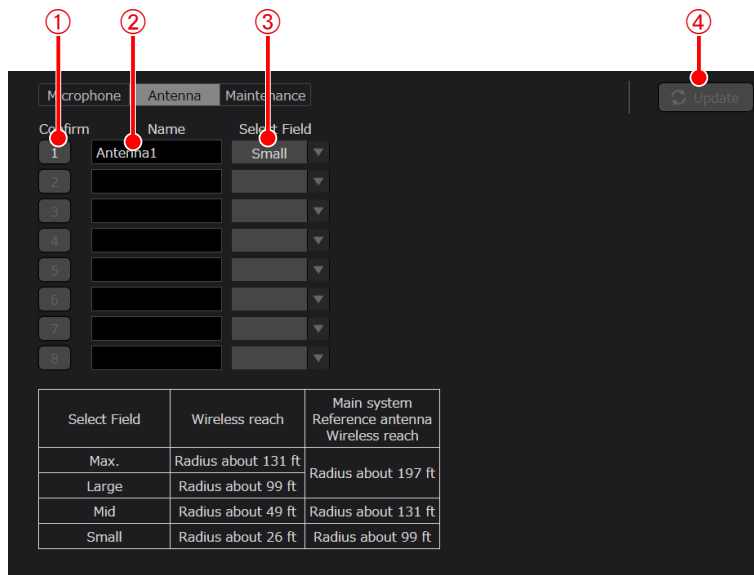 ① ② ③ ④
Microphone Antenna Maintenance Update
Confirm Name Select Field
1 Antenna1 Small
2
3
4
5
6
7
8
Select Field Wireless reach Main system
Reference antenna
Wireless reach
Max. Radius about 131 ft Radius about 197 ft
Large Radius about 99 ft
Mid Radius about 49 ft Radius about 131 ft
Small Radius about 26 ft Radius about 99 ft